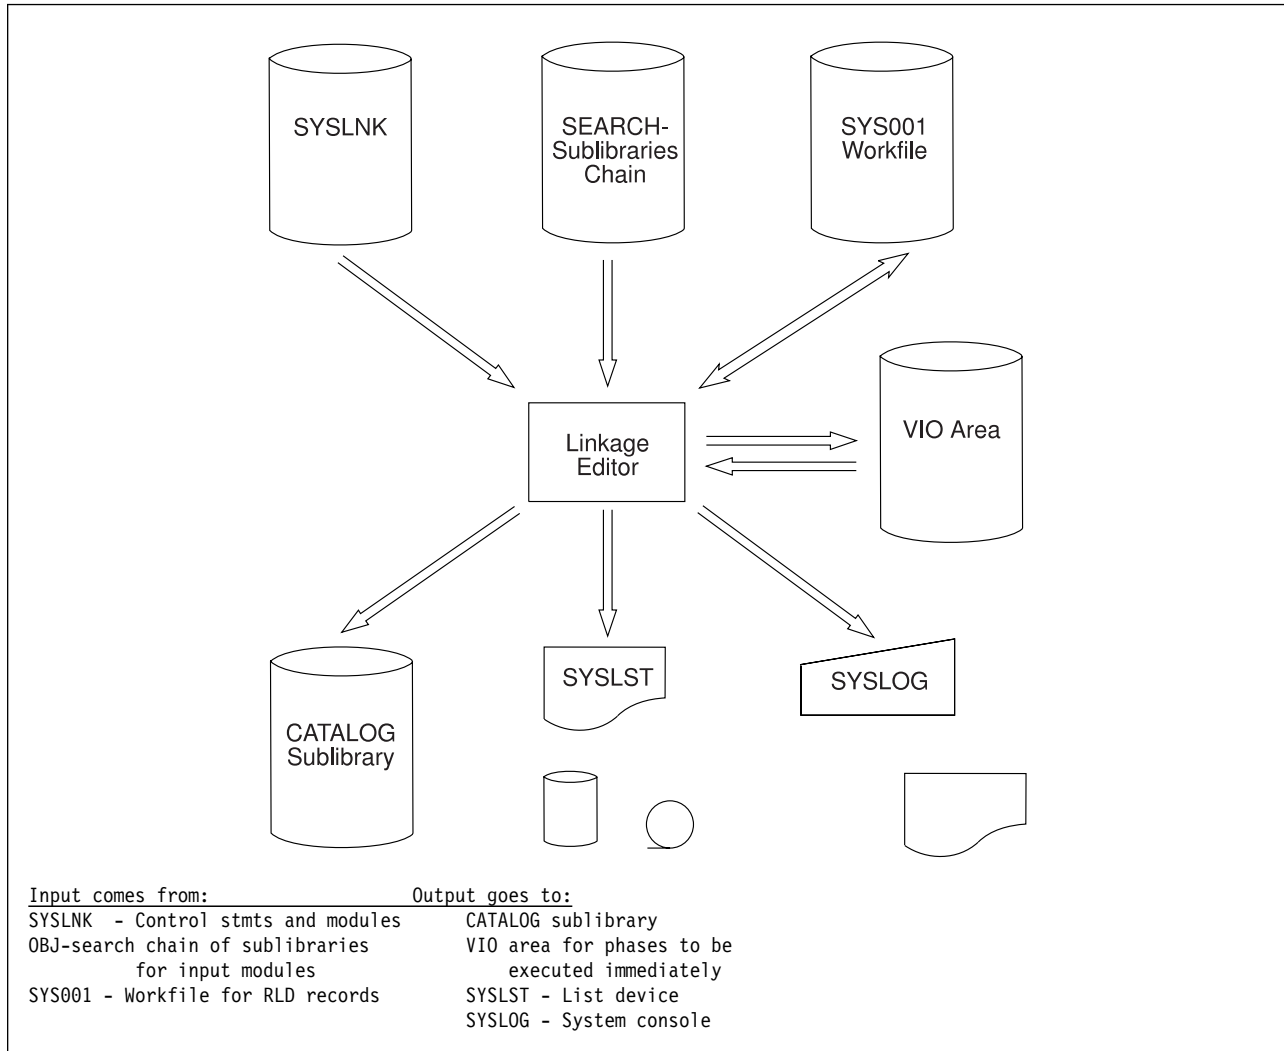 SYSLNK
SEARCH-
Sublibraries
Chain
SYS001
Workfile
VIO Area
Linkage
Editor
CATALOG
Sublibrary
SYSLST
SYSLOG
Input comes from: Output goes to:
SYSLNK - Control stmts and modules CATALOG sublibrary
OBJ-search chain of sublibraries VIO area for phases to be
for input modules executed immediately
SYS001 - Workfile for RLD records SYSLST - List device
SYSLOG - System console